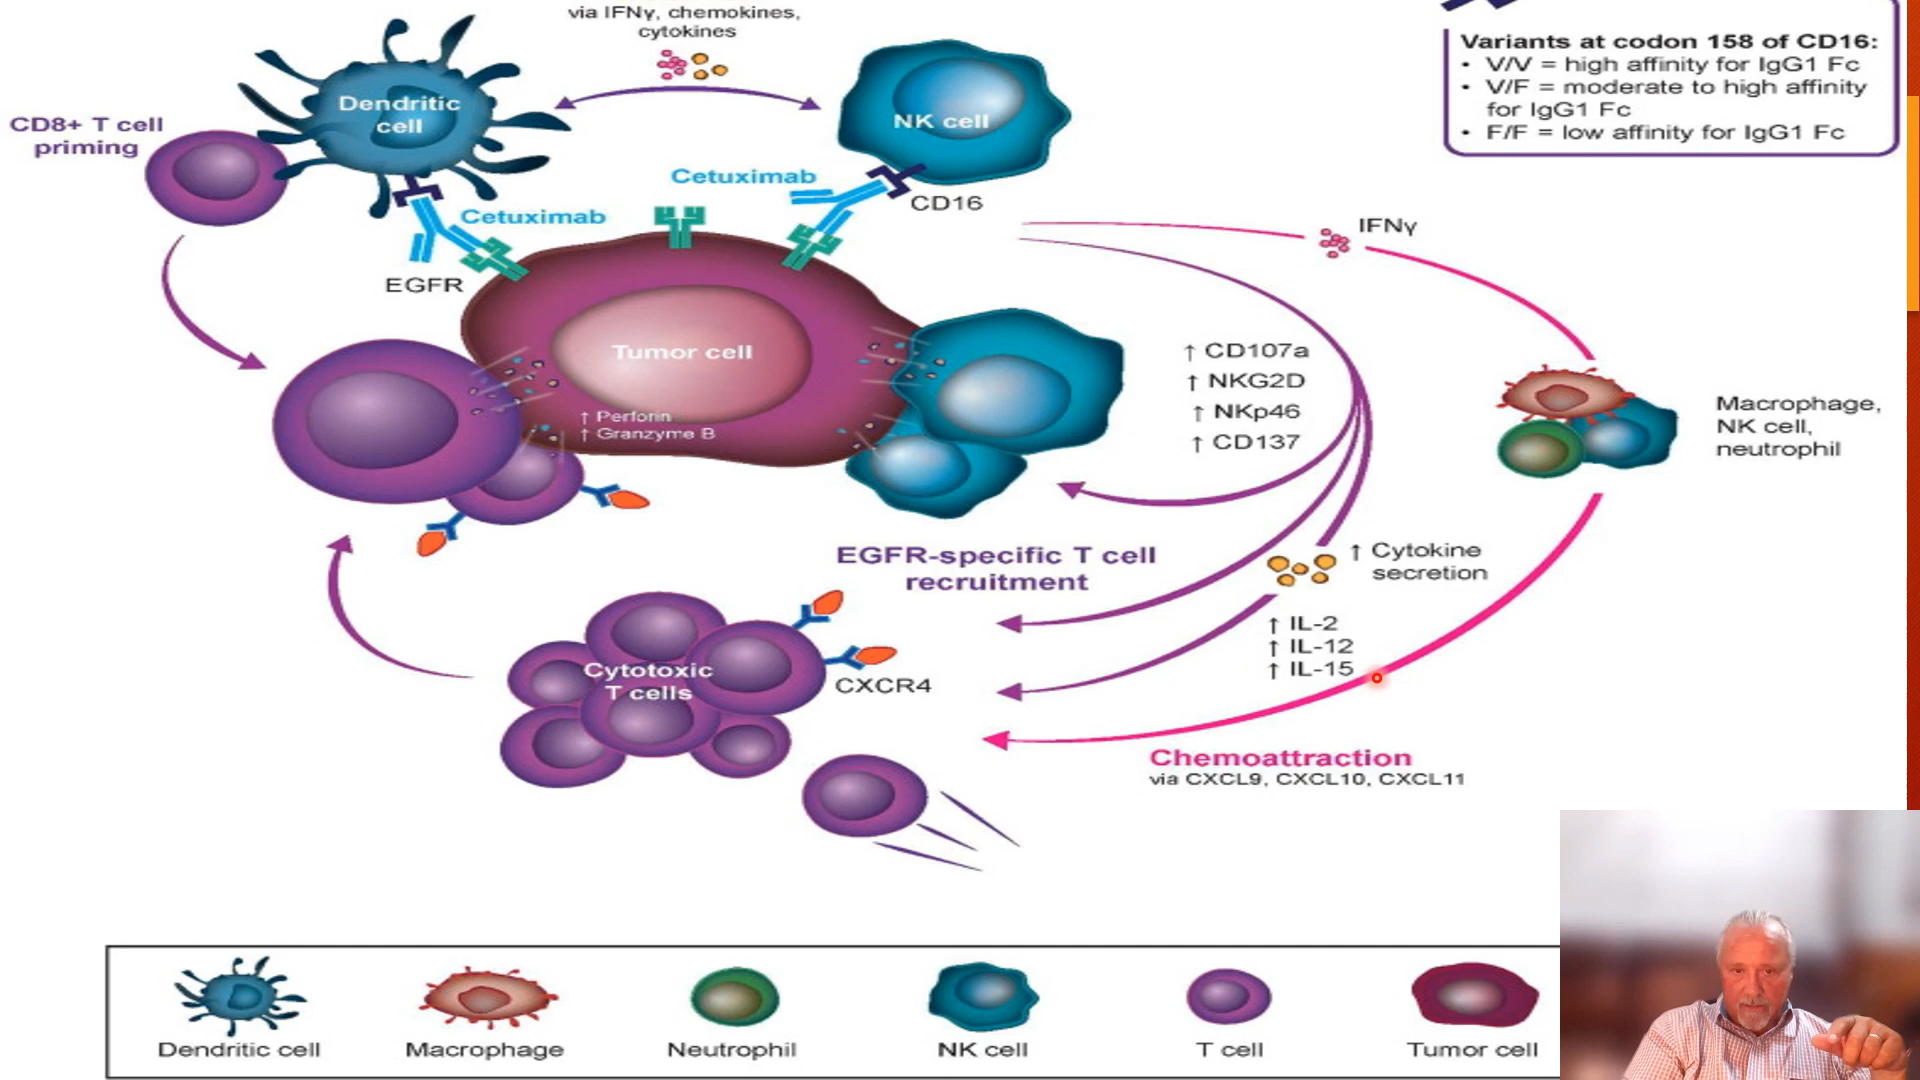 via IFNγ, chemokines,
cytokines
Variants at codon 158 of CD16:
• V/V = high affinity for IgG1 Fc
• V/F = moderate to high affinity
for IgG1 Fc
• F/F = low affinity for IgG1 Fc
Dendritic
cell
NK cell
CD8+ T cell
priming
Cetuximab
CD16
Cetuximab
EGFR
IFNγ
Tumor cell
↑ Perforin
↑ Granzyme B
↑ CD107a
↑ NKG2D
↑ NKp46
↑ CD137
Macrophage,
NK cell,
neutrophil
EGFR-specific T cell
recruitment
↑ Cytokine
secretion
↑ IL-2
↑ IL-12
↑ IL-15
Cytotoxic
T cells
CXCR4
Chemoattraction
via CXCL9, CXCL10, CXCL11
Dendritic cell
Macrophage
Neutrophil
NK cell
T cell
Tumor cell